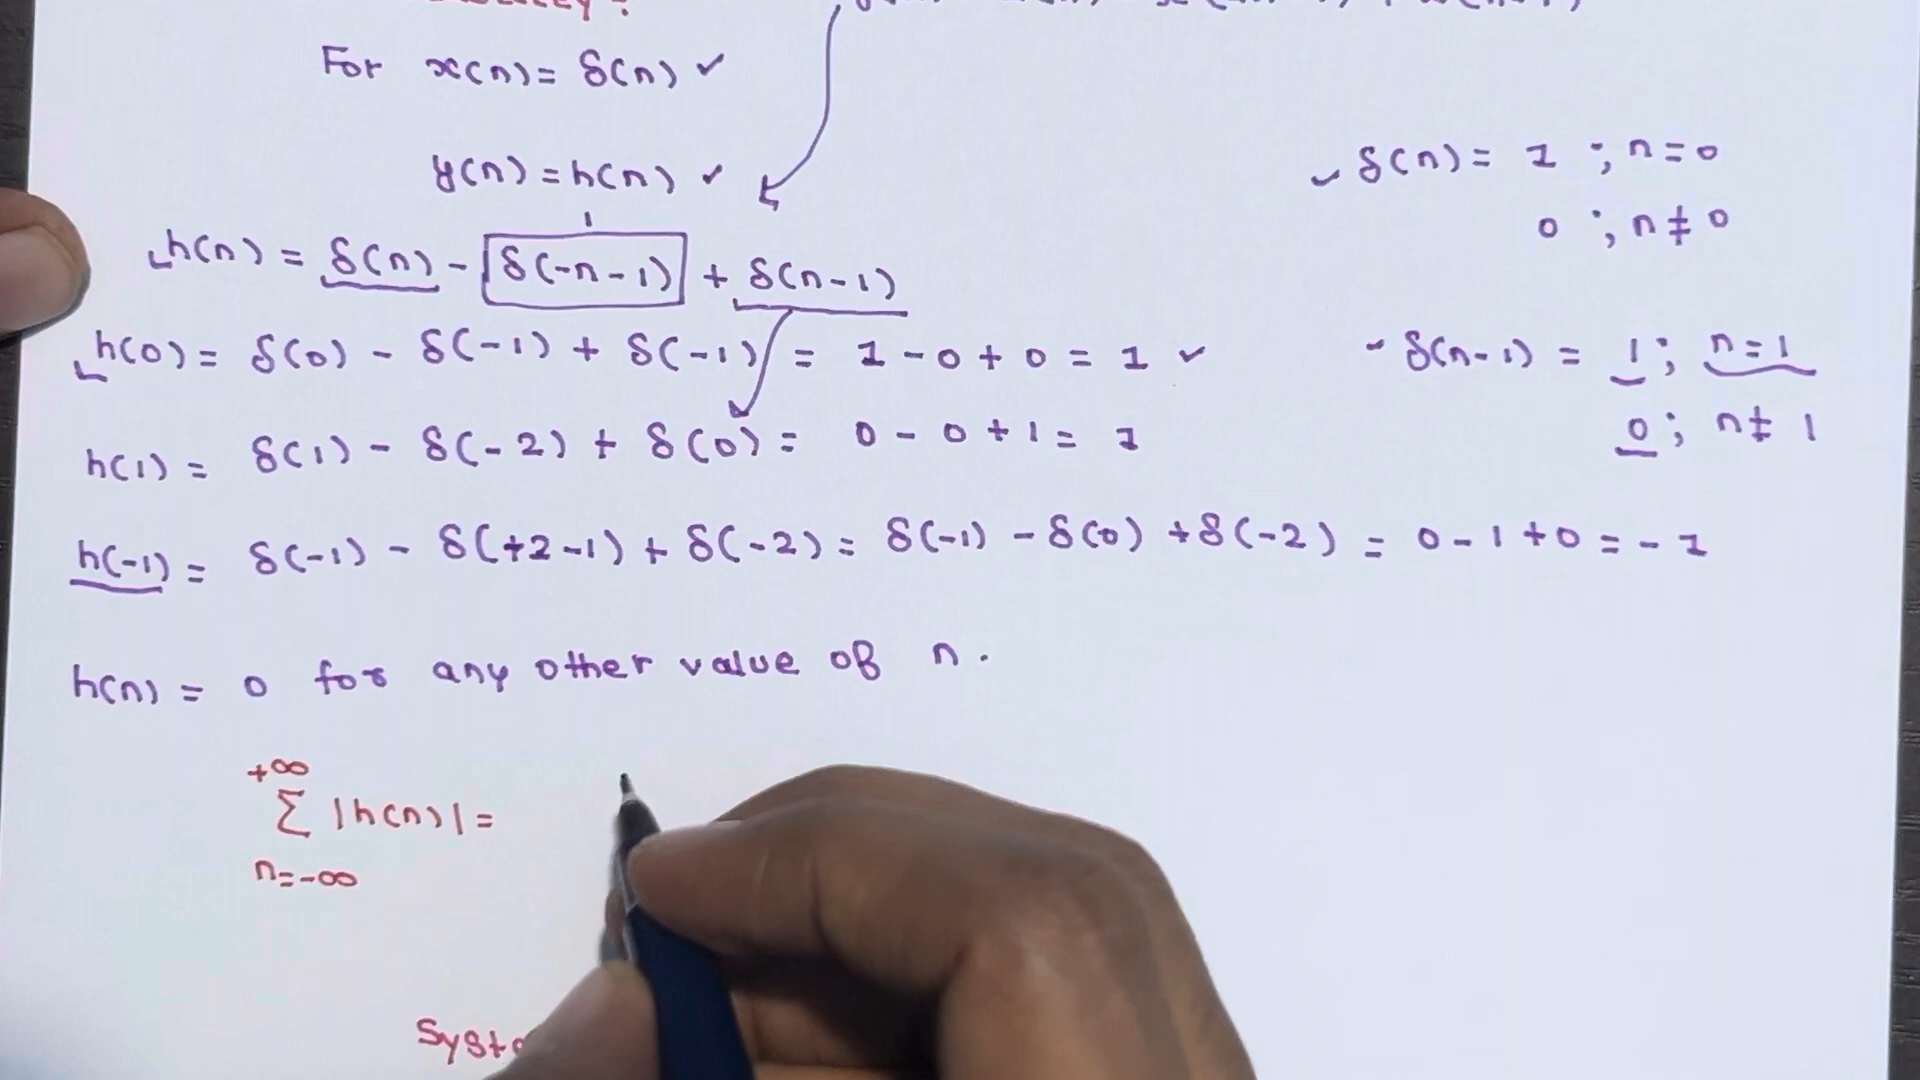 For x(n) = δ(n) ✓
y(n) = h(n) ✓
δ(n) = 1 ; n=0
0 ; n≠0
1
h(n) = δ(n) - δ(-n-1) + δ(n-1)
h(0) = δ(0) - δ(-1) + δ(-1) = 1 - 0 + 0 = 1 ✓
δ(n-1) = 1 ; n=1
0 ; n≠1
h(1) = δ(1) - δ(-2) + δ(0) = 0 - 0 + 1 = 1
h(-1) = δ(-1) - δ(+2-1) + δ(-2) = δ(-1) - δ(0) + δ(-2) = 0 - 1 + 0 = -1
h(n) = 0 for any other value of n.
+∞
Σ |h(n)| =
n=-∞